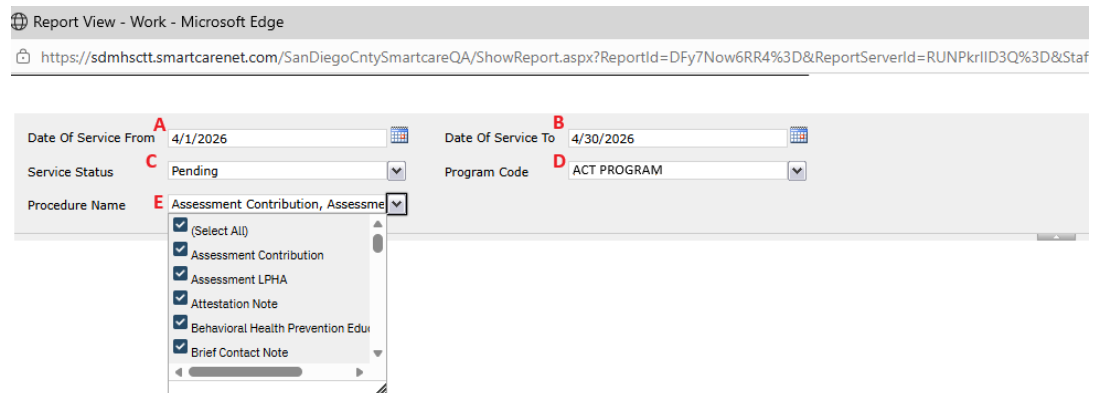 Report View - Work - Microsoft Edge
https://sdmhsctt.smartcarenet.com/SanDiegoCntySmartcareQA/ShowReport.aspx?ReportId=DFy7Now6RR4%3D&ReportServerId=RUNPkrIID3Q%3D&Staf
Date Of Service From A 4/1/2026 Date Of Service To B 4/30/2026
Service Status C Pending Program Code D ACT PROGRAM
Procedure Name E Assessment Contribution, Assessme
(Select All)
Assessment Contribution
Assessment LPHA
Attestation Note
Behavioral Health Prevention Edu
Brief Contact Note